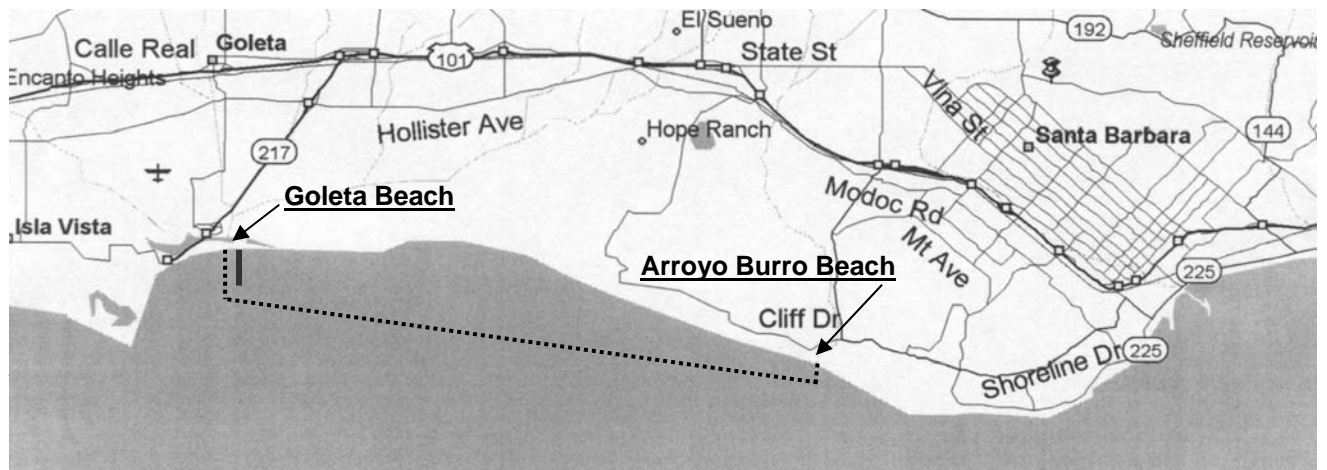 El Sueno
192
Calle Real
Goleta
101
State St
Sheffield Reservoir
Encanto Heights
Vina St
Hollister Ave
Hope Ranch
Santa Barbara
144
217
Modoc Rd
Goleta Beach
Isla Vista
Mt Ave
Arroyo Burro Beach
225
Cliff Dr
Shoreline Dr
225